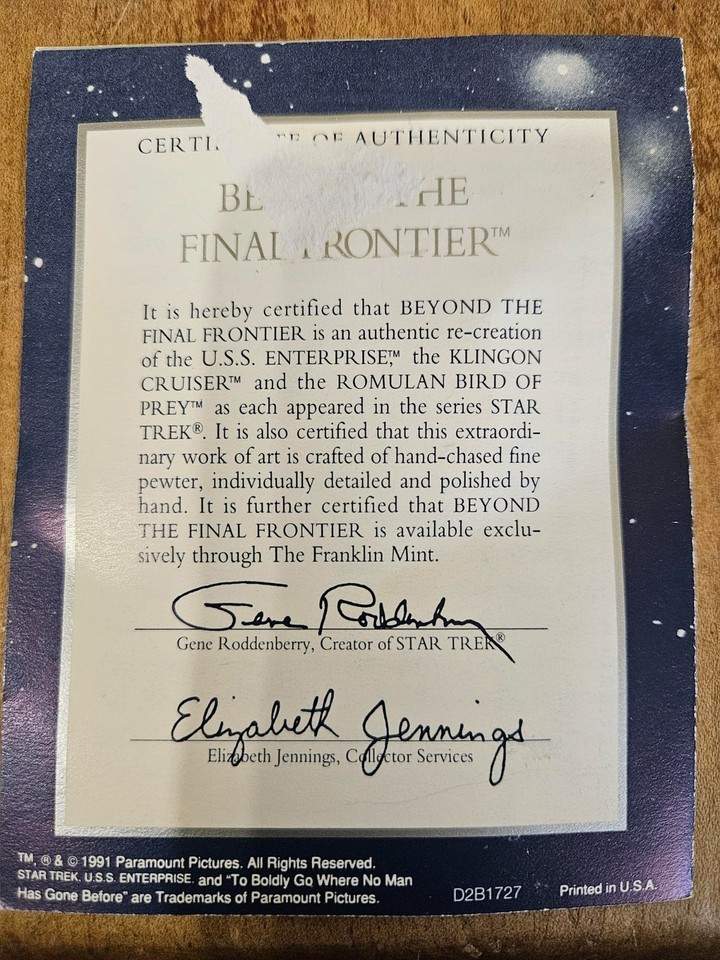 CERTI TE OF AUTHENTICITY
BE THE
FINAL FRONTIER™
It is hereby certified that BEYOND THE
FINAL FRONTIER is an authentic re-creation
of the U.S.S. ENTERPRISE,™ the KLINGON
CRUISER™ and the ROMULAN BIRD OF
PREY™ as each appeared in the series STAR
TREK®. It is also certified that this extraordi-
nary work of art is crafted of hand-chased fine
pewter, individually detailed and polished by
hand. It is further certified that BEYOND
THE FINAL FRONTIER is available exclu-
sively through The Franklin Mint.
Gene Roddenberry
Gene Roddenberry, Creator of STAR TREK®
Elizabeth Jennings
Elizabeth Jennings, Collector Services
TM, ® & © 1991 Paramount Pictures. All Rights Reserved.
STAR TREK, U.S.S. ENTERPRISE. and "To Boldly Go Where No Man
Has Gone Before" are Trademarks of Paramount Pictures.
D2B1727
Printed in U.S.A.